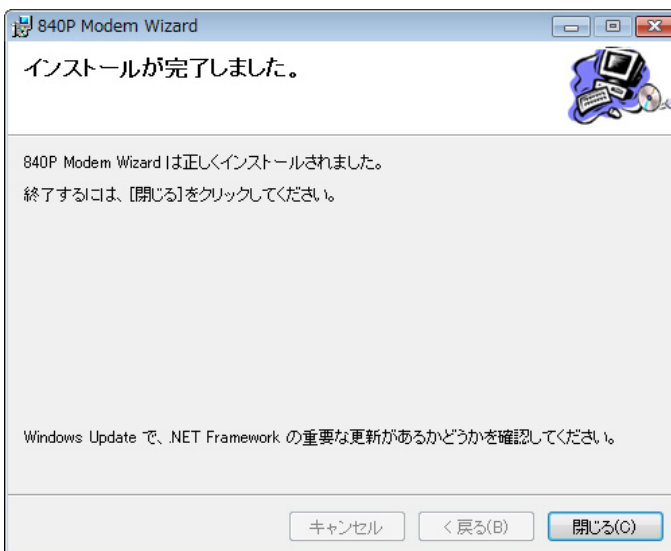 840P Modem Wizard
インストールが完了しました。
840P Modem Wizard は正しくインストールされました。
終了するには、[閉じる]をクリックしてください。
Windows Update で、.NET Framework の重要な更新があるかどうかを確認してください。
キャンセル
< 戻る(B)
閉じる(C)